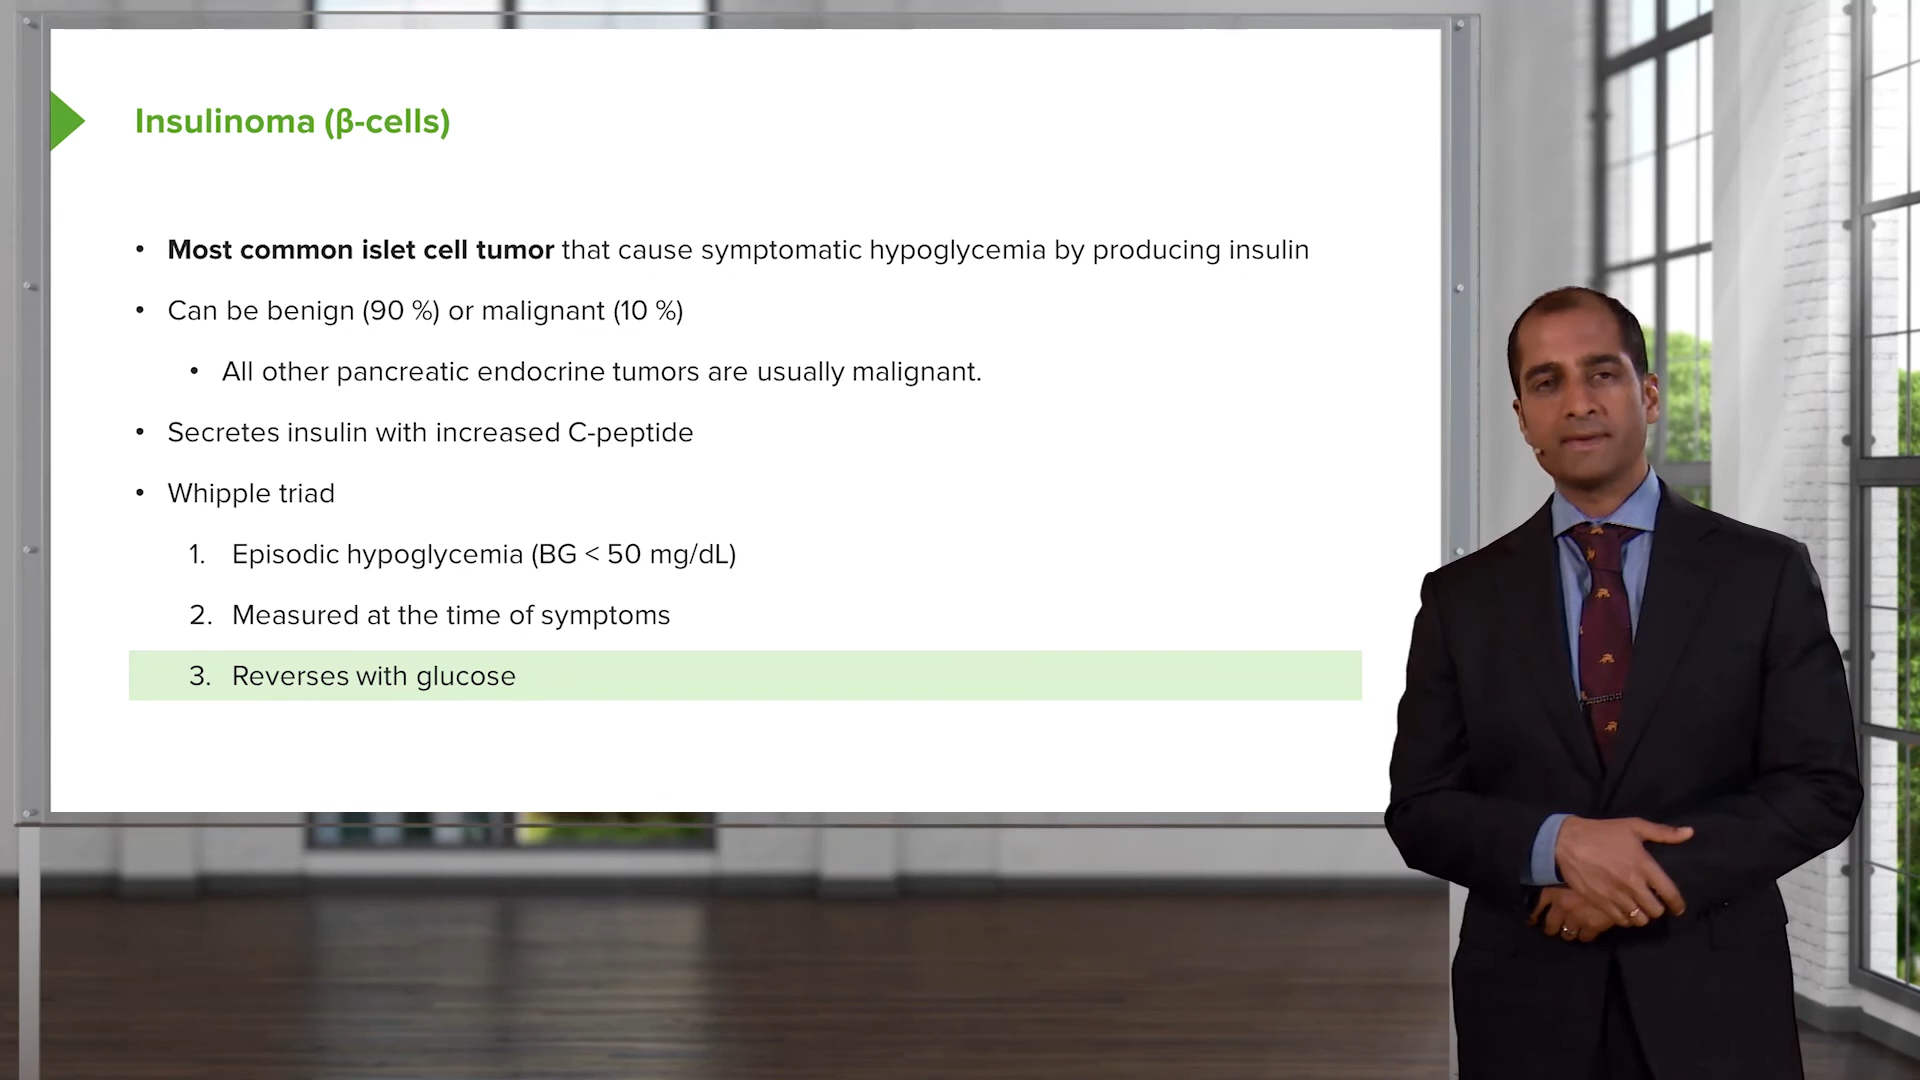 Insulinoma (β-cells)
• Most common islet cell tumor that cause symptomatic hypoglycemia by producing insulin
• Can be benign (90 %) or malignant (10 %)
• All other pancreatic endocrine tumors are usually malignant.
• Secretes insulin with increased C-peptide
• Whipple triad
1. Episodic hypoglycemia (BG < 50 mg/dL)
2. Measured at the time of symptoms
3. Reverses with glucose